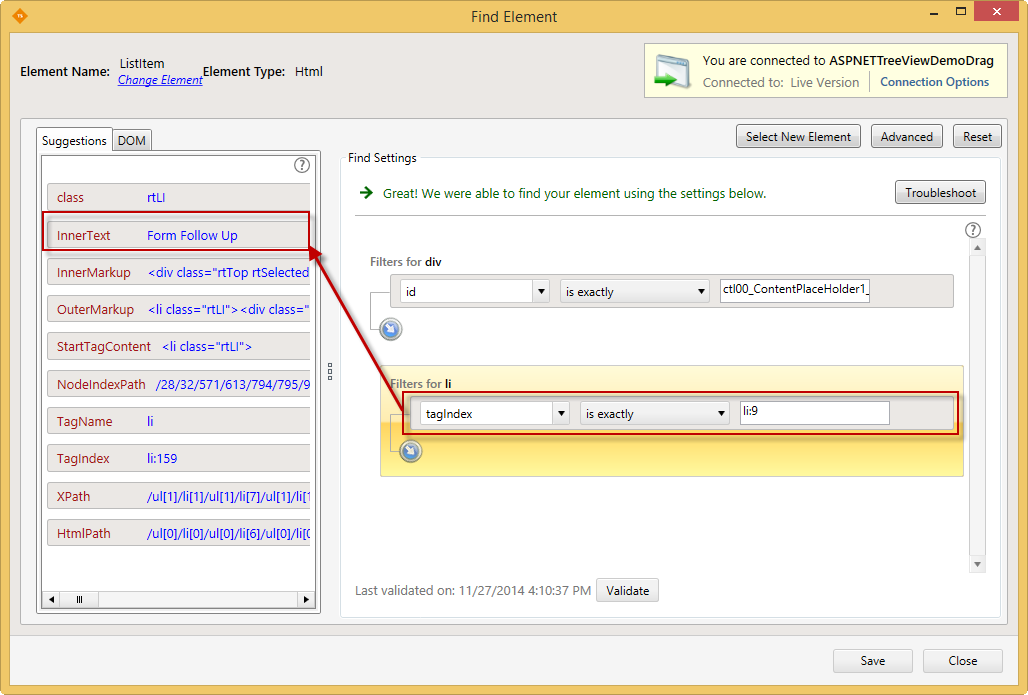 Find Element
Element Name: ListItem
Change Element
Element Type: Html
You are connected to ASPNETTreeViewDemoDrag
Connected to: Live Version
Connection Options
Suggestions
DOM
Select New Element
Advanced
Reset
?
class rtLI
InnerText Form Follow Up
InnerMarkup <div class="rtTop rtSelected
OuterMarkup <li class="rtLI"><div class="
StartTagContent <li class="rtLI">
NodeIndexPath /28/32/571/613/794/795/9
TagName li
TagIndex li:159
XPath /ul[1]/li[1]/ul[1]/li[7]/ul[1]/li[1
HtmlPath /ul[0]/li[0]/ul[0]/li[6]/ul[0]/li[0
Find Settings
Great! We were able to find your element using the settings below.
Troubleshoot
?
Filters for div
id is exactly ctl00_ContentPlaceHolder1_
Filters for li
tagIndex is exactly li:9
Last validated on: 11/27/2014 4:10:37 PM
Validate
Save
Close